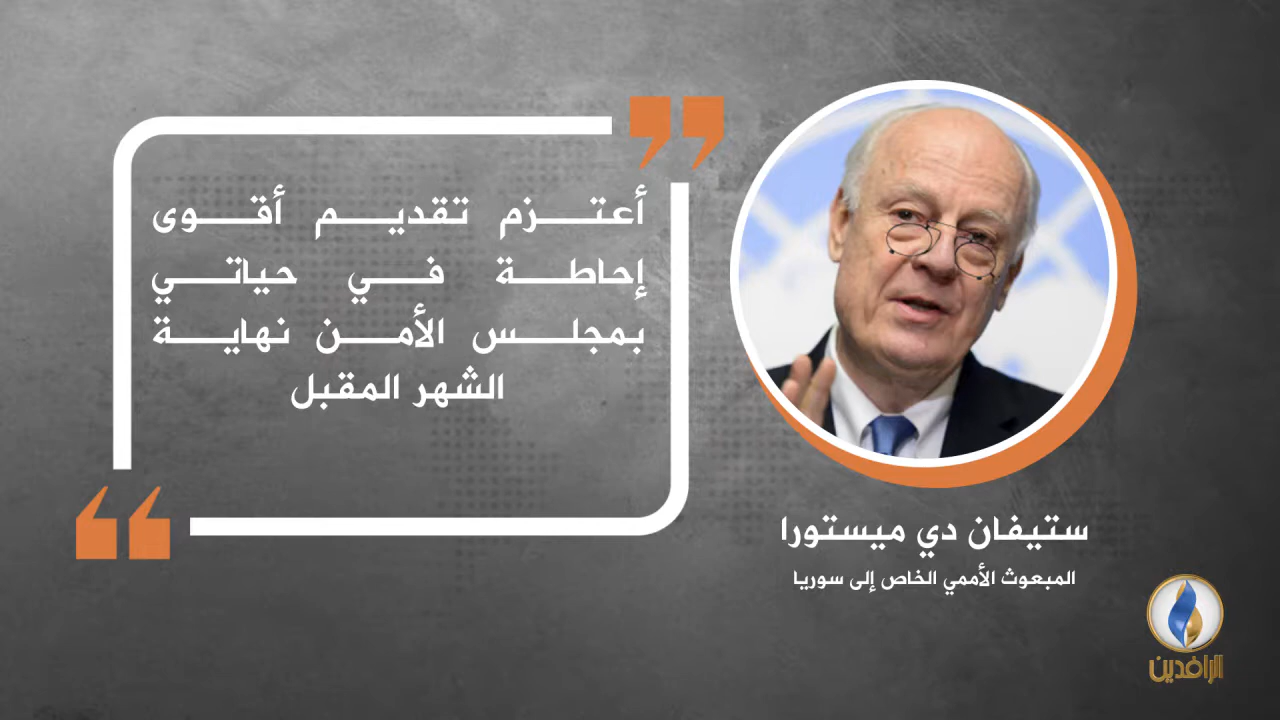 أعتزم تقديم أقوى
إحاطة في حياتي
بمجلس الأمن نهاية
الشهر المقبل
ستيفان دي ميستورا
المبعوث الأممي الخاص إلى سوريا
الرافدين